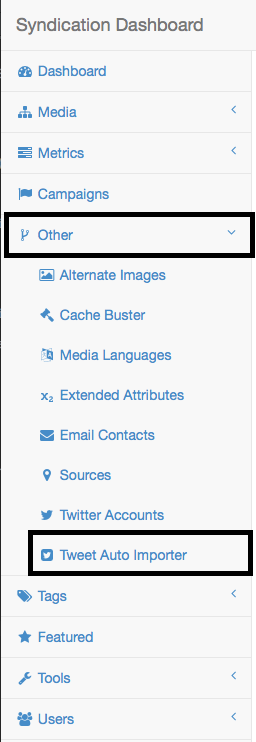 Syndication Dashboard
Dashboard
Media
Metrics
Campaigns
Other
Alternate Images
Cache Buster
Media Languages
x₂ Extended Attributes
Email Contacts
Sources
Twitter Accounts
Tweet Auto Importer
Tags
Featured
Tools
Users